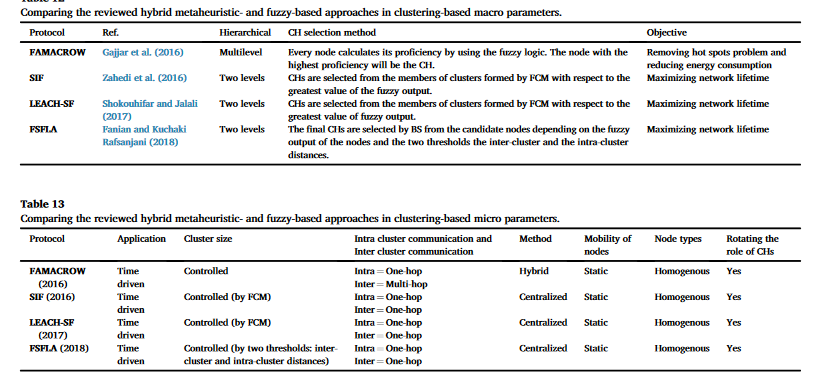 Table 12
Comparing the reviewed hybrid metaheuristic- and fuzzy-based approaches in clustering-based macro parameters.
Protocol Ref. Hierarchical CH selection method Objective
FAMACROW Gajjar et al. (2016) Multilevel Every node calculates its proficiency by using the fuzzy logic. The node with the Removing hot spots problem and
highest proficiency will be the CH. reducing energy consumption
SIF Zahedi et al. (2016) Two levels CHs are selected from the members of clusters formed by FCM with respect to the Maximizing network lifetime
greatest value of the fuzzy output.
LEACH-SF Shokouhifar and Jalali Two levels CHs are selected from the members of clusters formed by FCM with respect to the Maximizing network lifetime
(2017) greatest value of fuzzy output.
FSFLA Fanian and Kuchaki Two levels The final CHs are selected by BS from the candidate nodes depending on the fuzzy Maximizing network lifetime
Rafsanjani (2018) output of the nodes and the two thresholds the inter-cluster and the intra-cluster
distances.
Table 13
Comparing the reviewed hybrid metaheuristic- and fuzzy-based approaches in clustering-based micro parameters.
Protocol Application Cluster size Intra cluster communication and Method Mobility of Node types Rotating the
Inter cluster communication nodes role of CHs
FAMACROW Time Controlled Intra = One-hop Hybrid Static Homogenous Yes
(2016) driven Inter = Multi-hop
SIF (2016) Time Controlled (by FCM) Intra = One-hop Centralized Static Homogenous Yes
driven Inter = One-hop
LEACH-SF Time Controlled (by FCM) Intra = One-hop Centralized Static Homogenous Yes
(2017) driven Inter = One-hop
FSFLA (2018) Time Controlled (by two thresholds: inter- Intra = One-hop Centralized Static Homogenous Yes
driven cluster and intra-cluster distances) Inter = One-hop